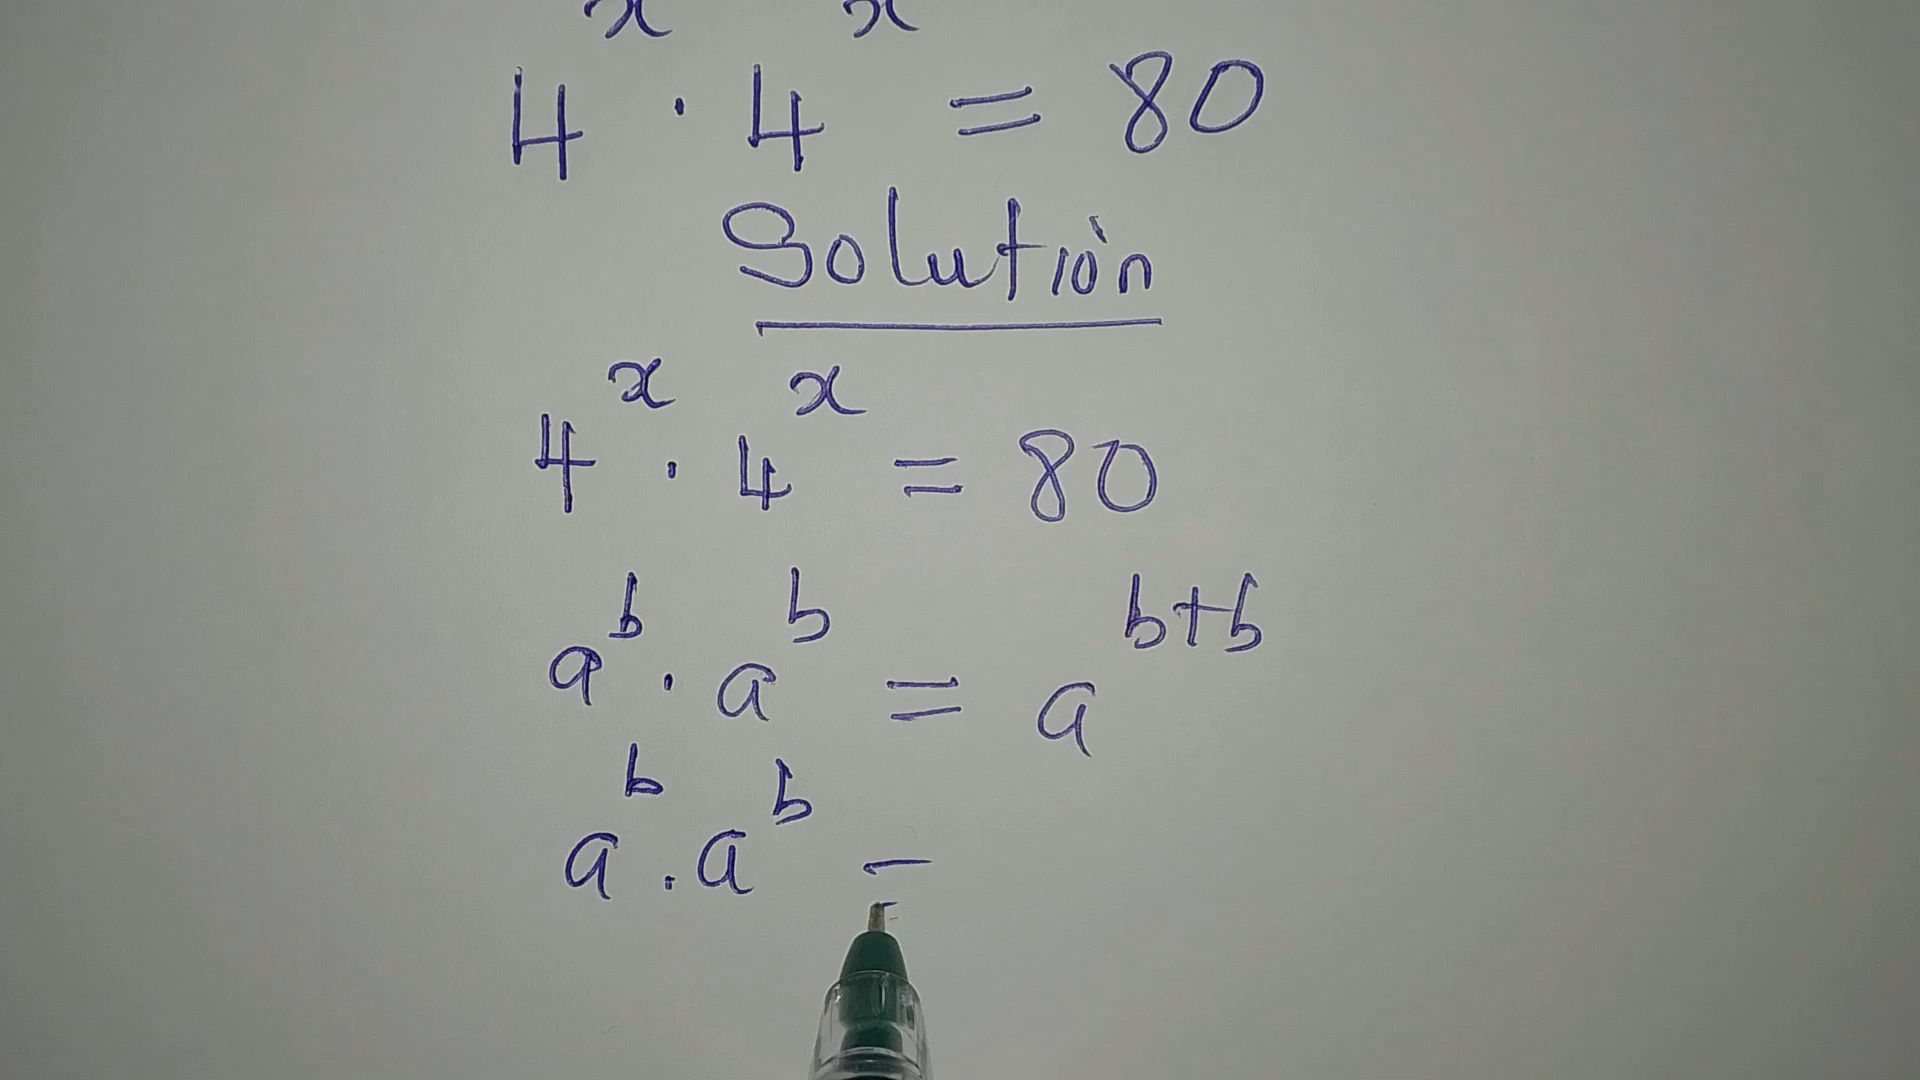 4^x · 4^x = 80
Solution
4^x · 4^x = 80
a^b · a^b = a^b+b
a^b . a^b =